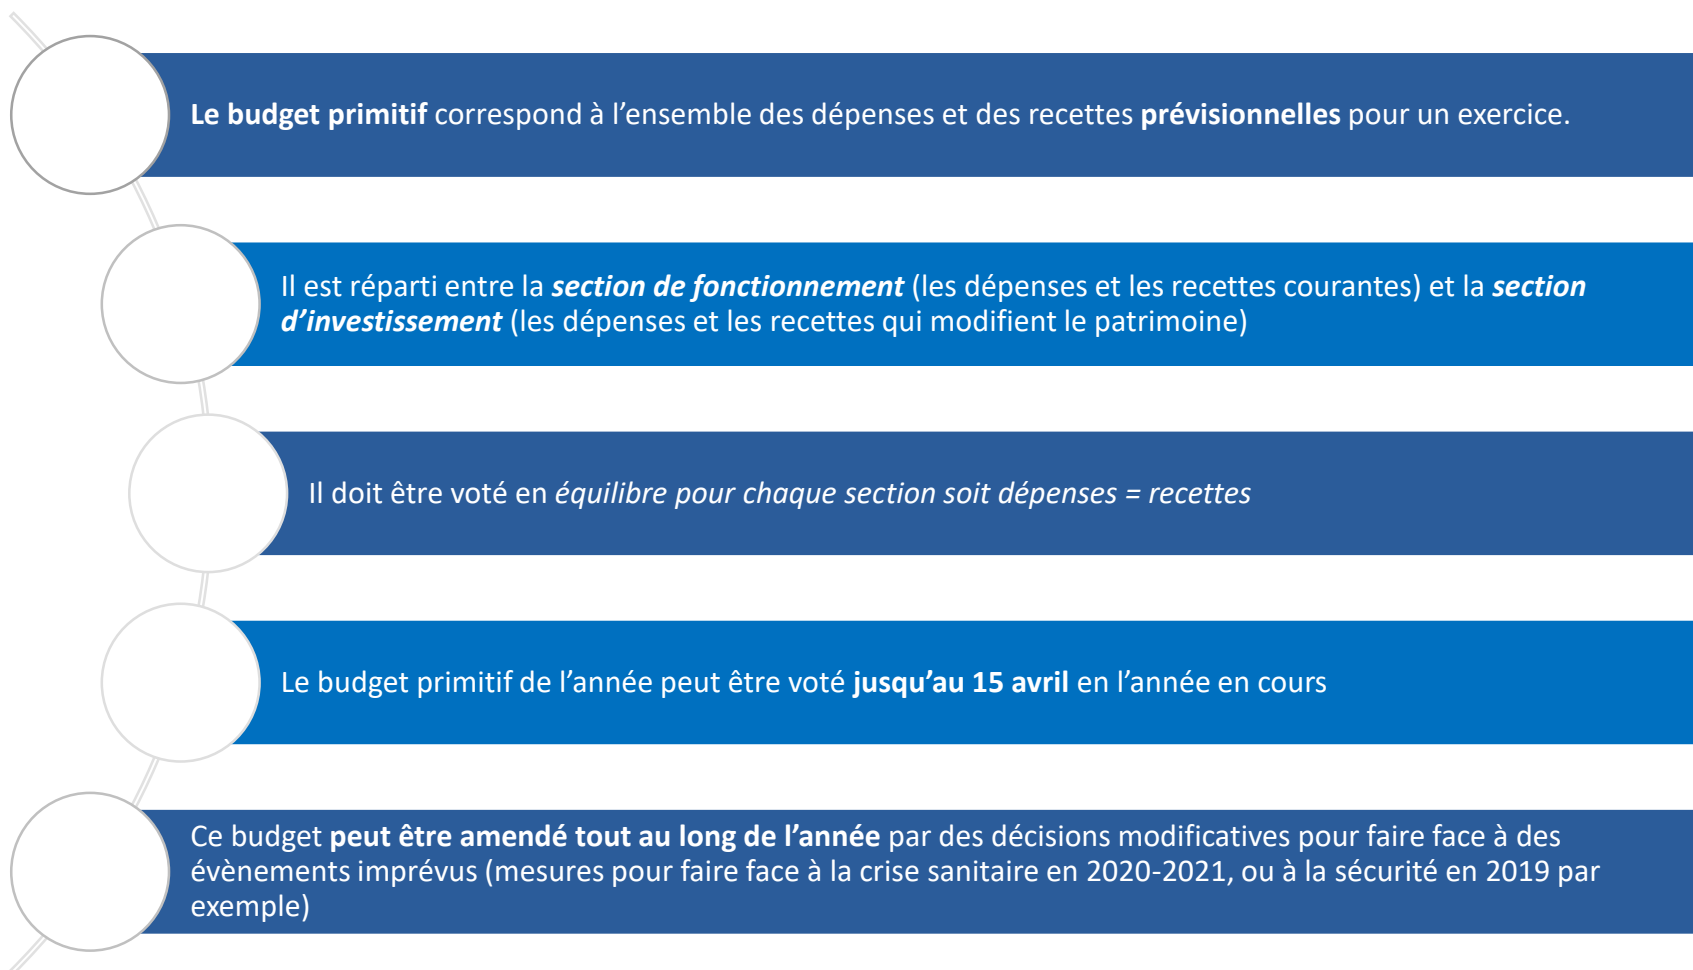 Le budget primitif correspond à l’ensemble des dépenses et des recettes prévisionnelles pour un exercice.
Il est réparti entre la section de fonctionnement (les dépenses et les recettes courantes) et la section
d’investissement (les dépenses et les recettes qui modifient le patrimoine)
Il doit être voté en équilibre pour chaque section soit dépenses = recettes
Le budget primitif de l’année peut être voté jusqu’au 15 avril en l’année en cours
Ce budget peut être amendé tout au long de l’année par des décisions modificatives pour faire face à des
évènements imprévus (mesures pour faire face à la crise sanitaire en 2020-2021, ou à la sécurité en 2019 par
exemple)